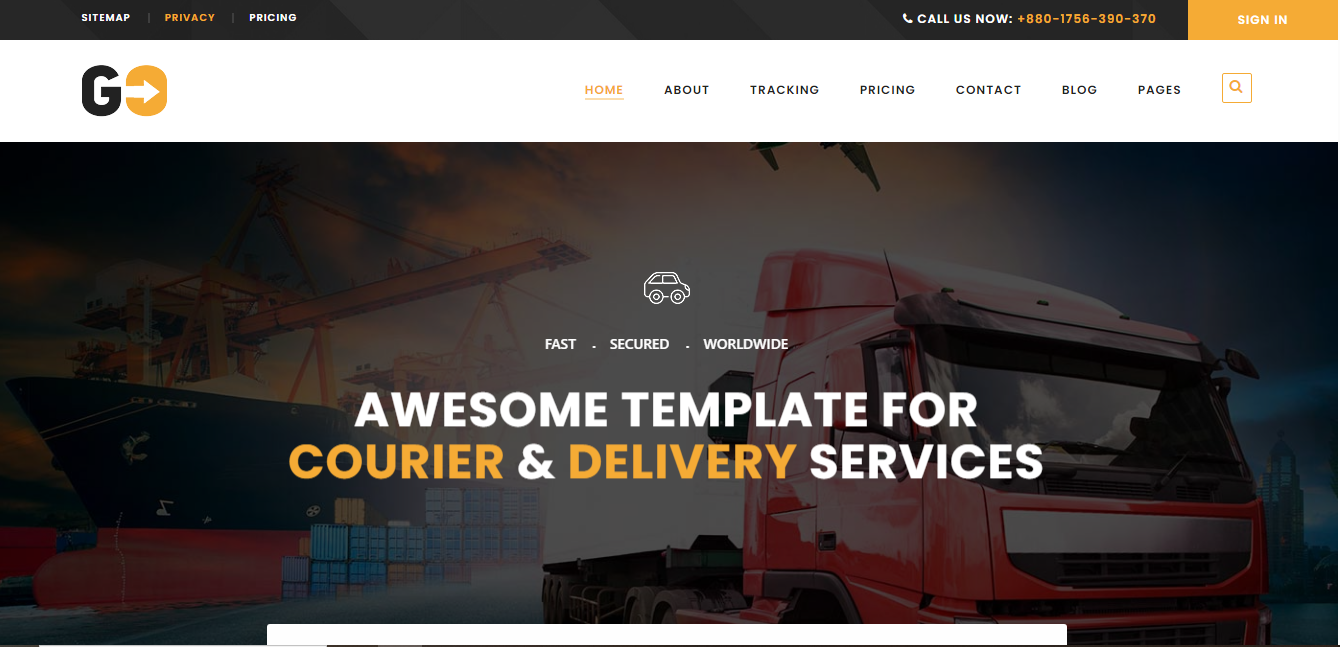 SITEMAP | PRIVACY | PRICING
CALL US NOW: +880-1756-390-370
SIGN IN
GO
HOME ABOUT TRACKING PRICING CONTACT BLOG PAGES
FAST . SECURED . WORLDWIDE
AWESOME TEMPLATE FOR
COURIER & DELIVERY SERVICES